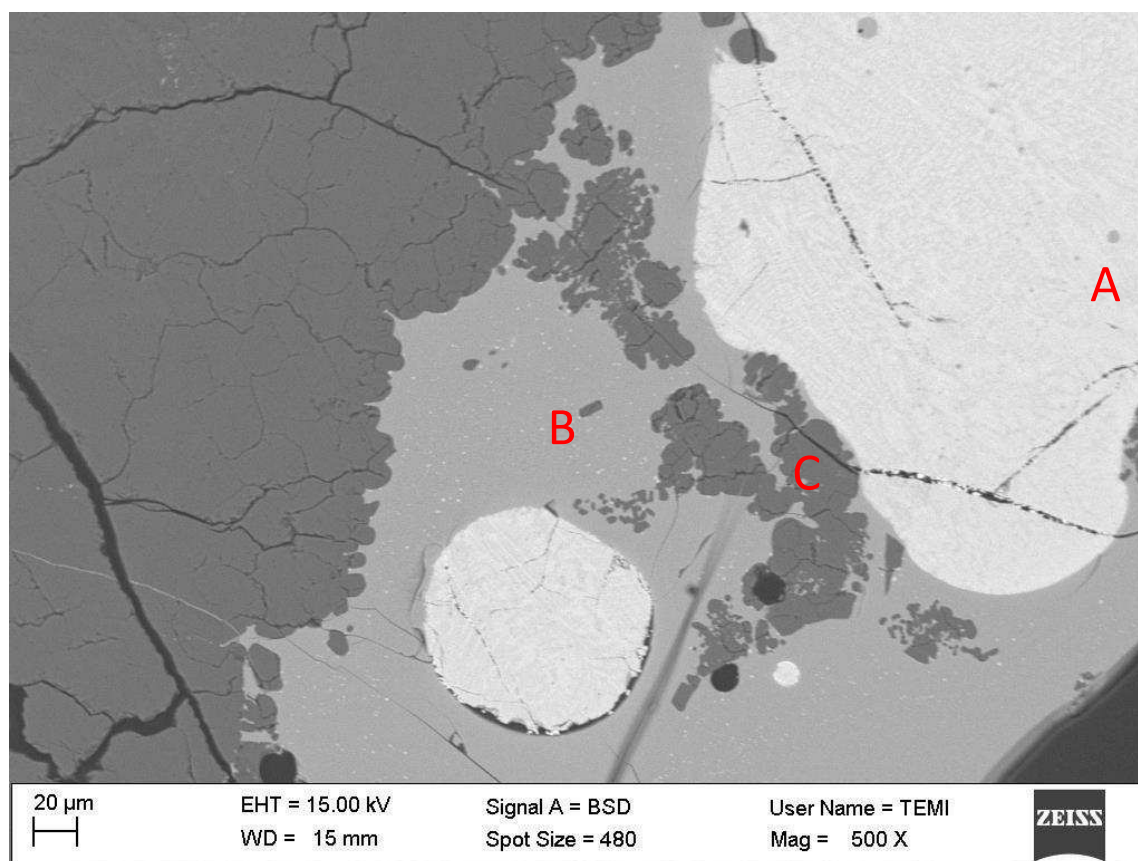 A
B
C
20 µm
EHT = 15.00 kV
Signal A = BSD
User Name = TEMI
WD = 15 mm
Spot Size = 480
Mag = 500 X
ZEISS